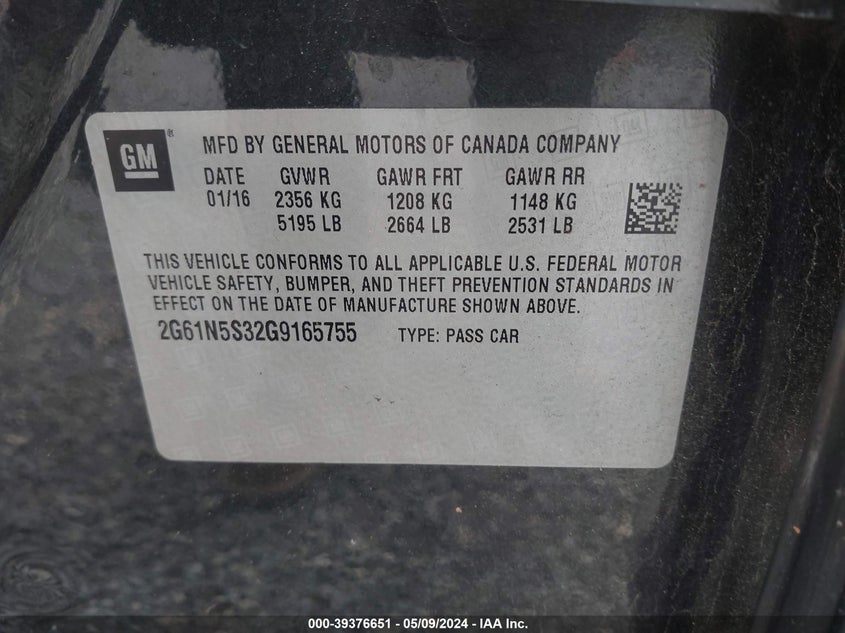 GM ® MFD BY GENERAL MOTORS OF CANADA COMPANY
DATE GVWR GAWR FRT GAWR RR
01/16 2356 KG 1208 KG 1148 KG
5195 LB 2664 LB 2531 LB
THIS VEHICLE CONFORMS TO ALL APPLICABLE U.S. FEDERAL MOTOR
VEHICLE SAFETY, BUMPER, AND THEFT PREVENTION STANDARDS IN
EFFECT ON THE DATE OF MANUFACTURE SHOWN ABOVE.
2G61N5S32G9165755 TYPE: PASS CAR
000-39376651 - 05/09/2024 - IAA Inc.